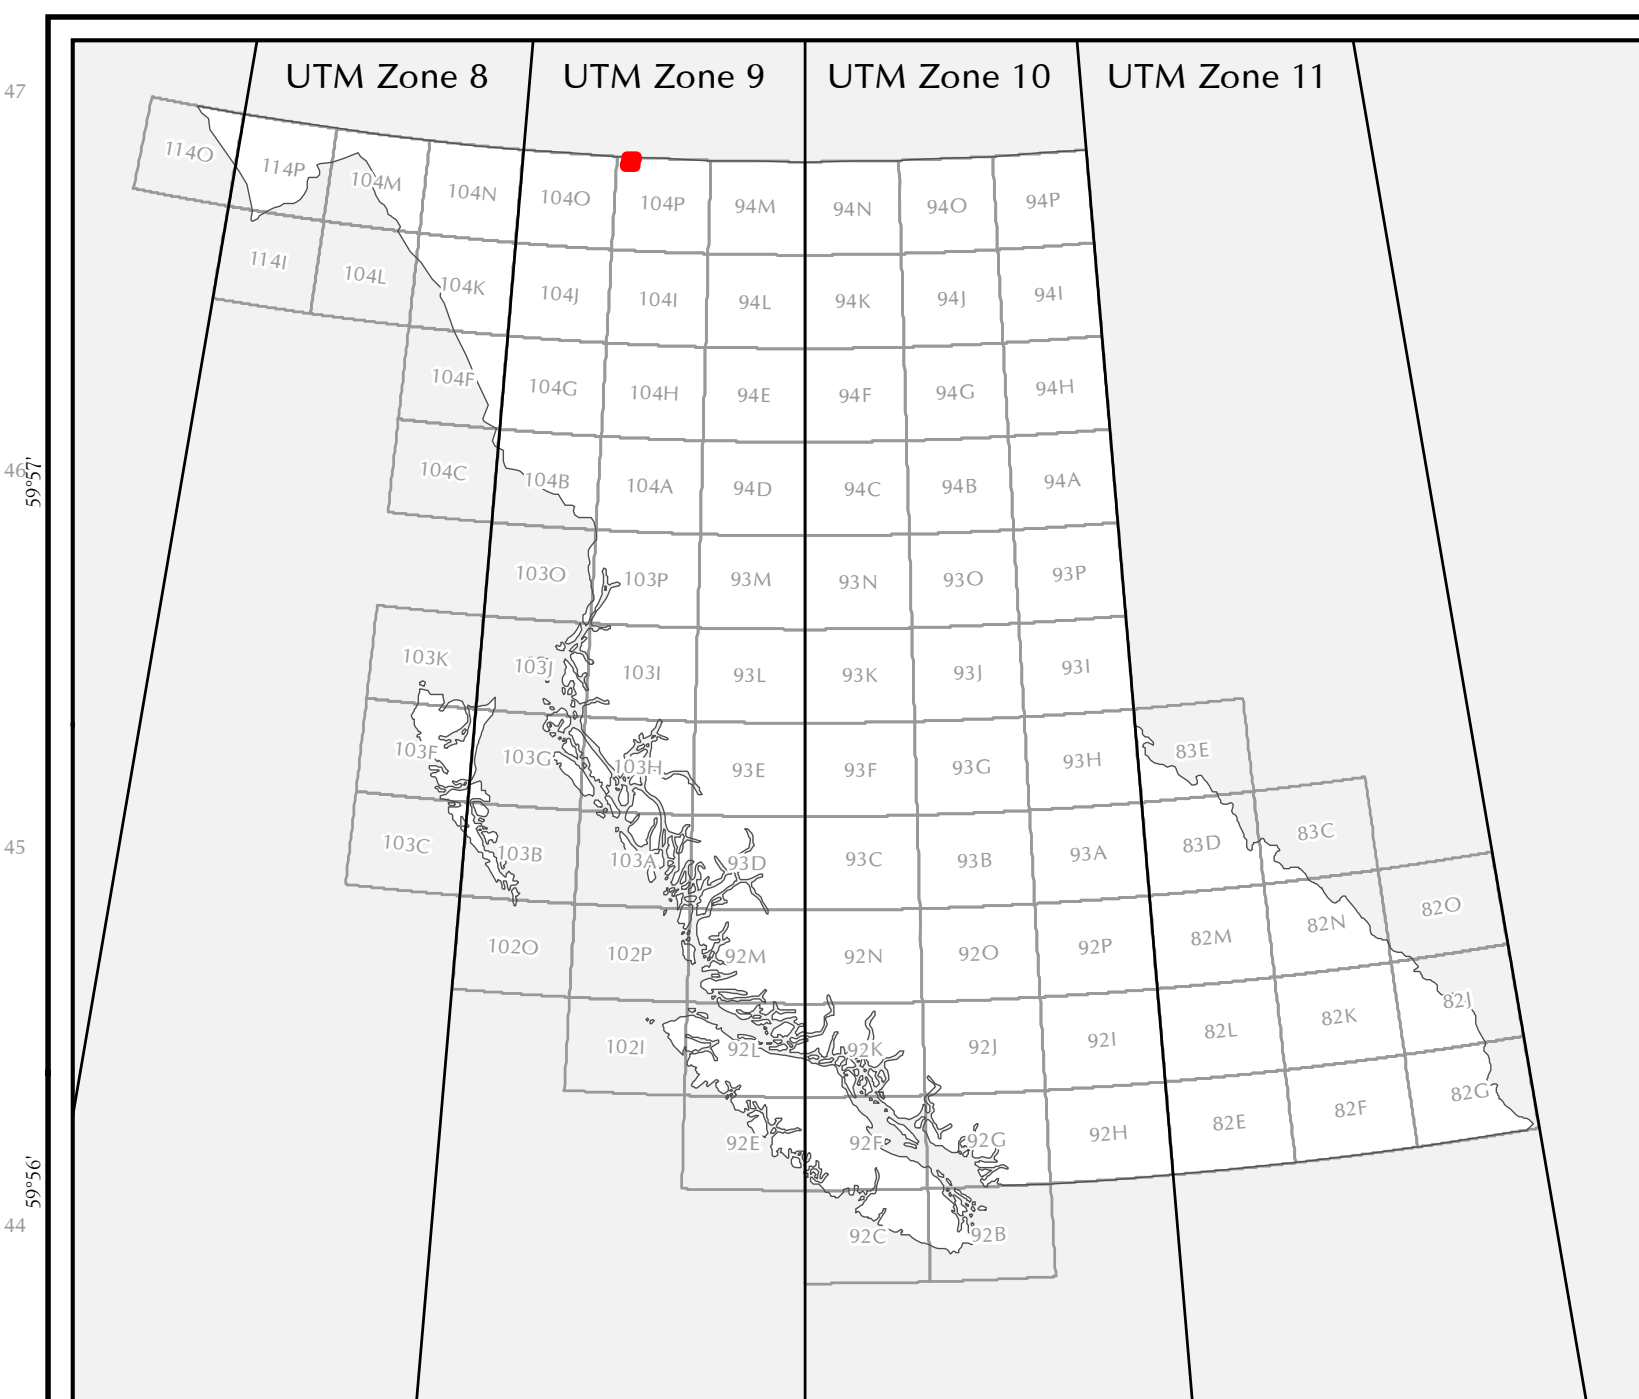 UTM Zone 8 UTM Zone 9 UTM Zone 10 UTM Zone 11
47
114O 114P 104M 104N 104O 104P 94M 94N 94O 94P
114I 104L 104K 104J 104I 94L 94K 94J 94I
104F 104G 104H 94E 94F 94G 94H
46
59°57'
104C 104B 104A 94D 94C 94B 94A
103O 103P 93M 93N 93O 93P
103K 103J 103I 93L 93K 93J 93I
103F 103G 103H 93E 93F 93G 93H 83E
45
103C 103B 103A 93D 93C 93B 93A 83D 83C
102O 102P 92M 92N 92O 92P 82M 82N 82O
102I 92L 92K 92J 92I 82L 82K 82J
59°56'
92E 92F 92G 92H 82E 82F 82G
44
92C 92B